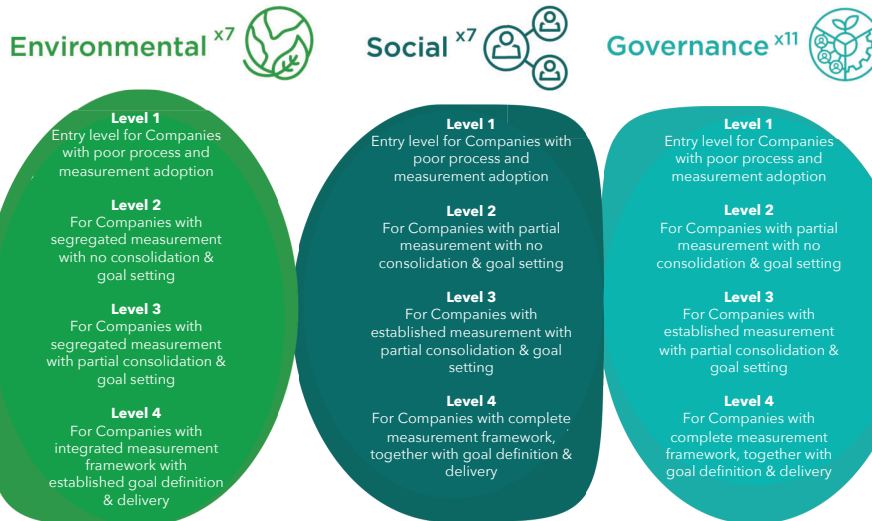 Environmental x7
Social x7
Governance x11
Level 1
Entry level for Companies
with poor process and
measurement adoption
Level 2
For Companies with
segregated measurement
with no consolidation &
goal setting
Level 3
For Companies with
segregated measurement
with partial consolidation &
goal setting
Level 4
For Companies with
integrated measurement
framework with
established goal definition
& delivery
Level 1
Entry level for Companies with
poor process and
measurement adoption
Level 2
For Companies with partial
measurement with no
consolidation & goal setting
Level 3
For Companies with
established measurement with
partial consolidation & goal
setting
Level 4
For Companies with complete
measurement framework,
together with goal definition &
delivery
Level 1
Entry level for Companies
with poor process and
measurement adoption
Level 2
For Companies with partial
measurement with no
consolidation & goal setting
Level 3
For Companies with
established measurement
with partial consolidation &
goal setting
Level 4
For Companies with
complete measurement
framework, together with
goal definition & delivery